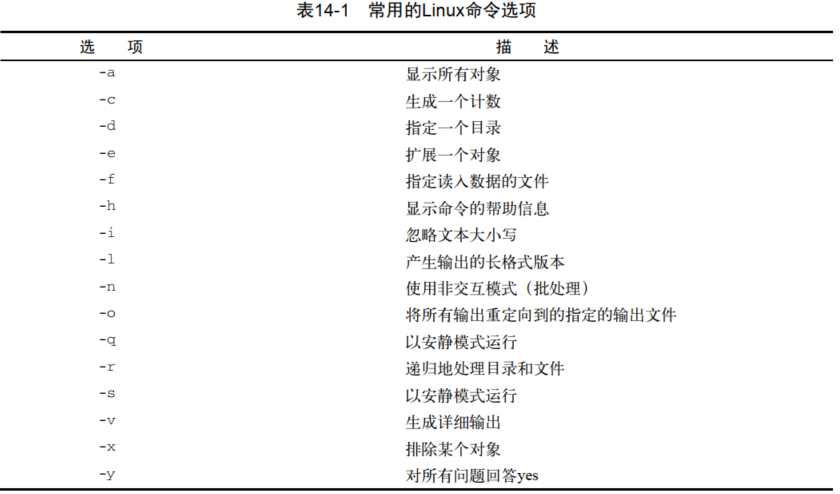 表14-1 常用的Linux命令选项
选 项 描 述
-a 显示所有对象
-c 生成一个计数
-d 指定一个目录
-e 扩展一个对象
-f 指定读入数据的文件
-h 显示命令的帮助信息
-i 忽略文本大小写
-l 产生输出的长格式版本
-n 使用非交互模式（批处理）
-o 将所有输出重定向到的指定的输出文件
-q 以安静模式运行
-r 递归地处理目录和文件
-s 以安静模式运行
-v 生成详细输出
-x 排除某个对象
-y 对所有问题回答yes